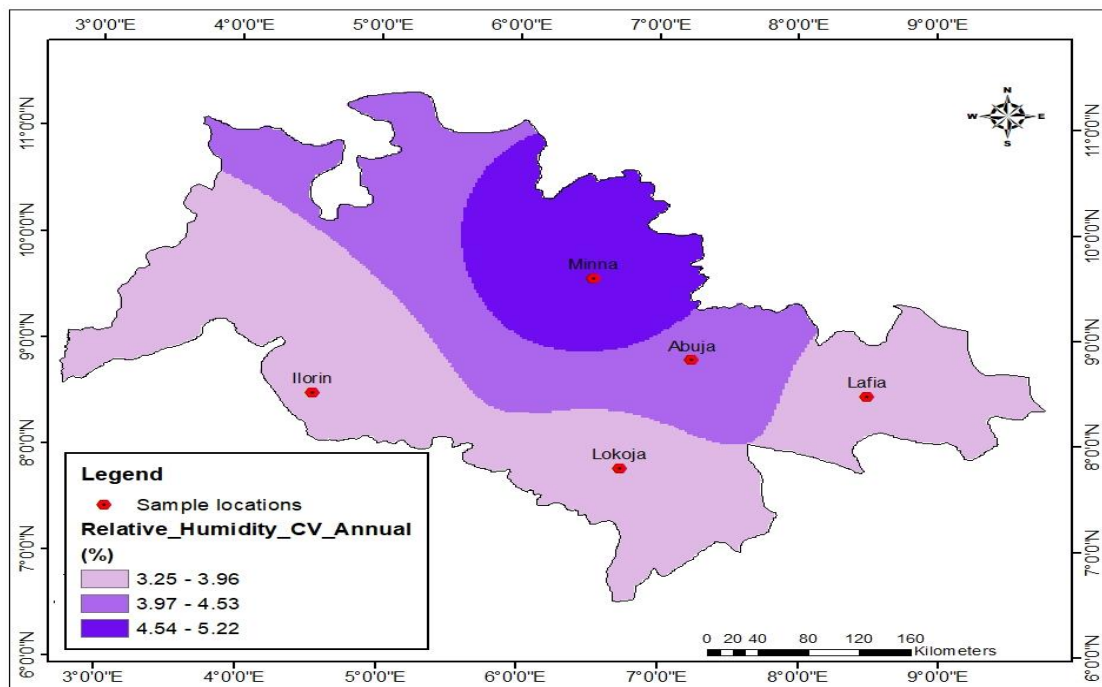 3°0'0"E 4°0'0"E 5°0'0"E 6°0'0"E 7°0'0"E 8°0'0"E 9°0'0"E
N
W E
S
11°0'0"N 11°0'0"N
10°0'0"N 10°0'0"N
Minna
9°0'0"N 9°0'0"N
Abuja
Ilorin
Lafia
8°0'0"N 8°0'0"N
Lokoja
Legend
Sample locations
Relative_Humidity_CV_Annual
(%)
3.25 - 3.96
3.97 - 4.53
4.54 - 5.22
7°0'0"N 7°0'0"N
0 20 40 80 120 160
Kilometers
6°0'0"N 6°0'0"N
3°0'0"E 4°0'0"E 5°0'0"E 6°0'0"E 7°0'0"E 8°0'0"E 9°0'0"E